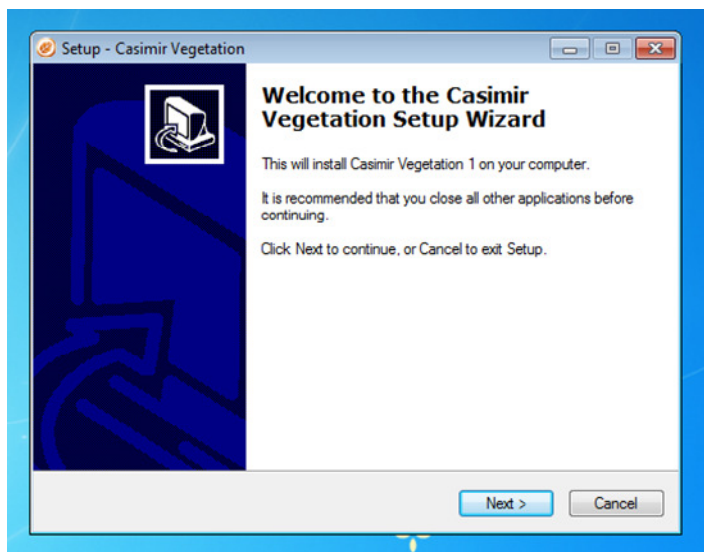 Setup - Casimir Vegetation
Welcome to the Casimir
Vegetation Setup Wizard
This will install Casimir Vegetation 1 on your computer.
It is recommended that you close all other applications before
continuing.
Click Next to continue, or Cancel to exit Setup.
Next >
Cancel